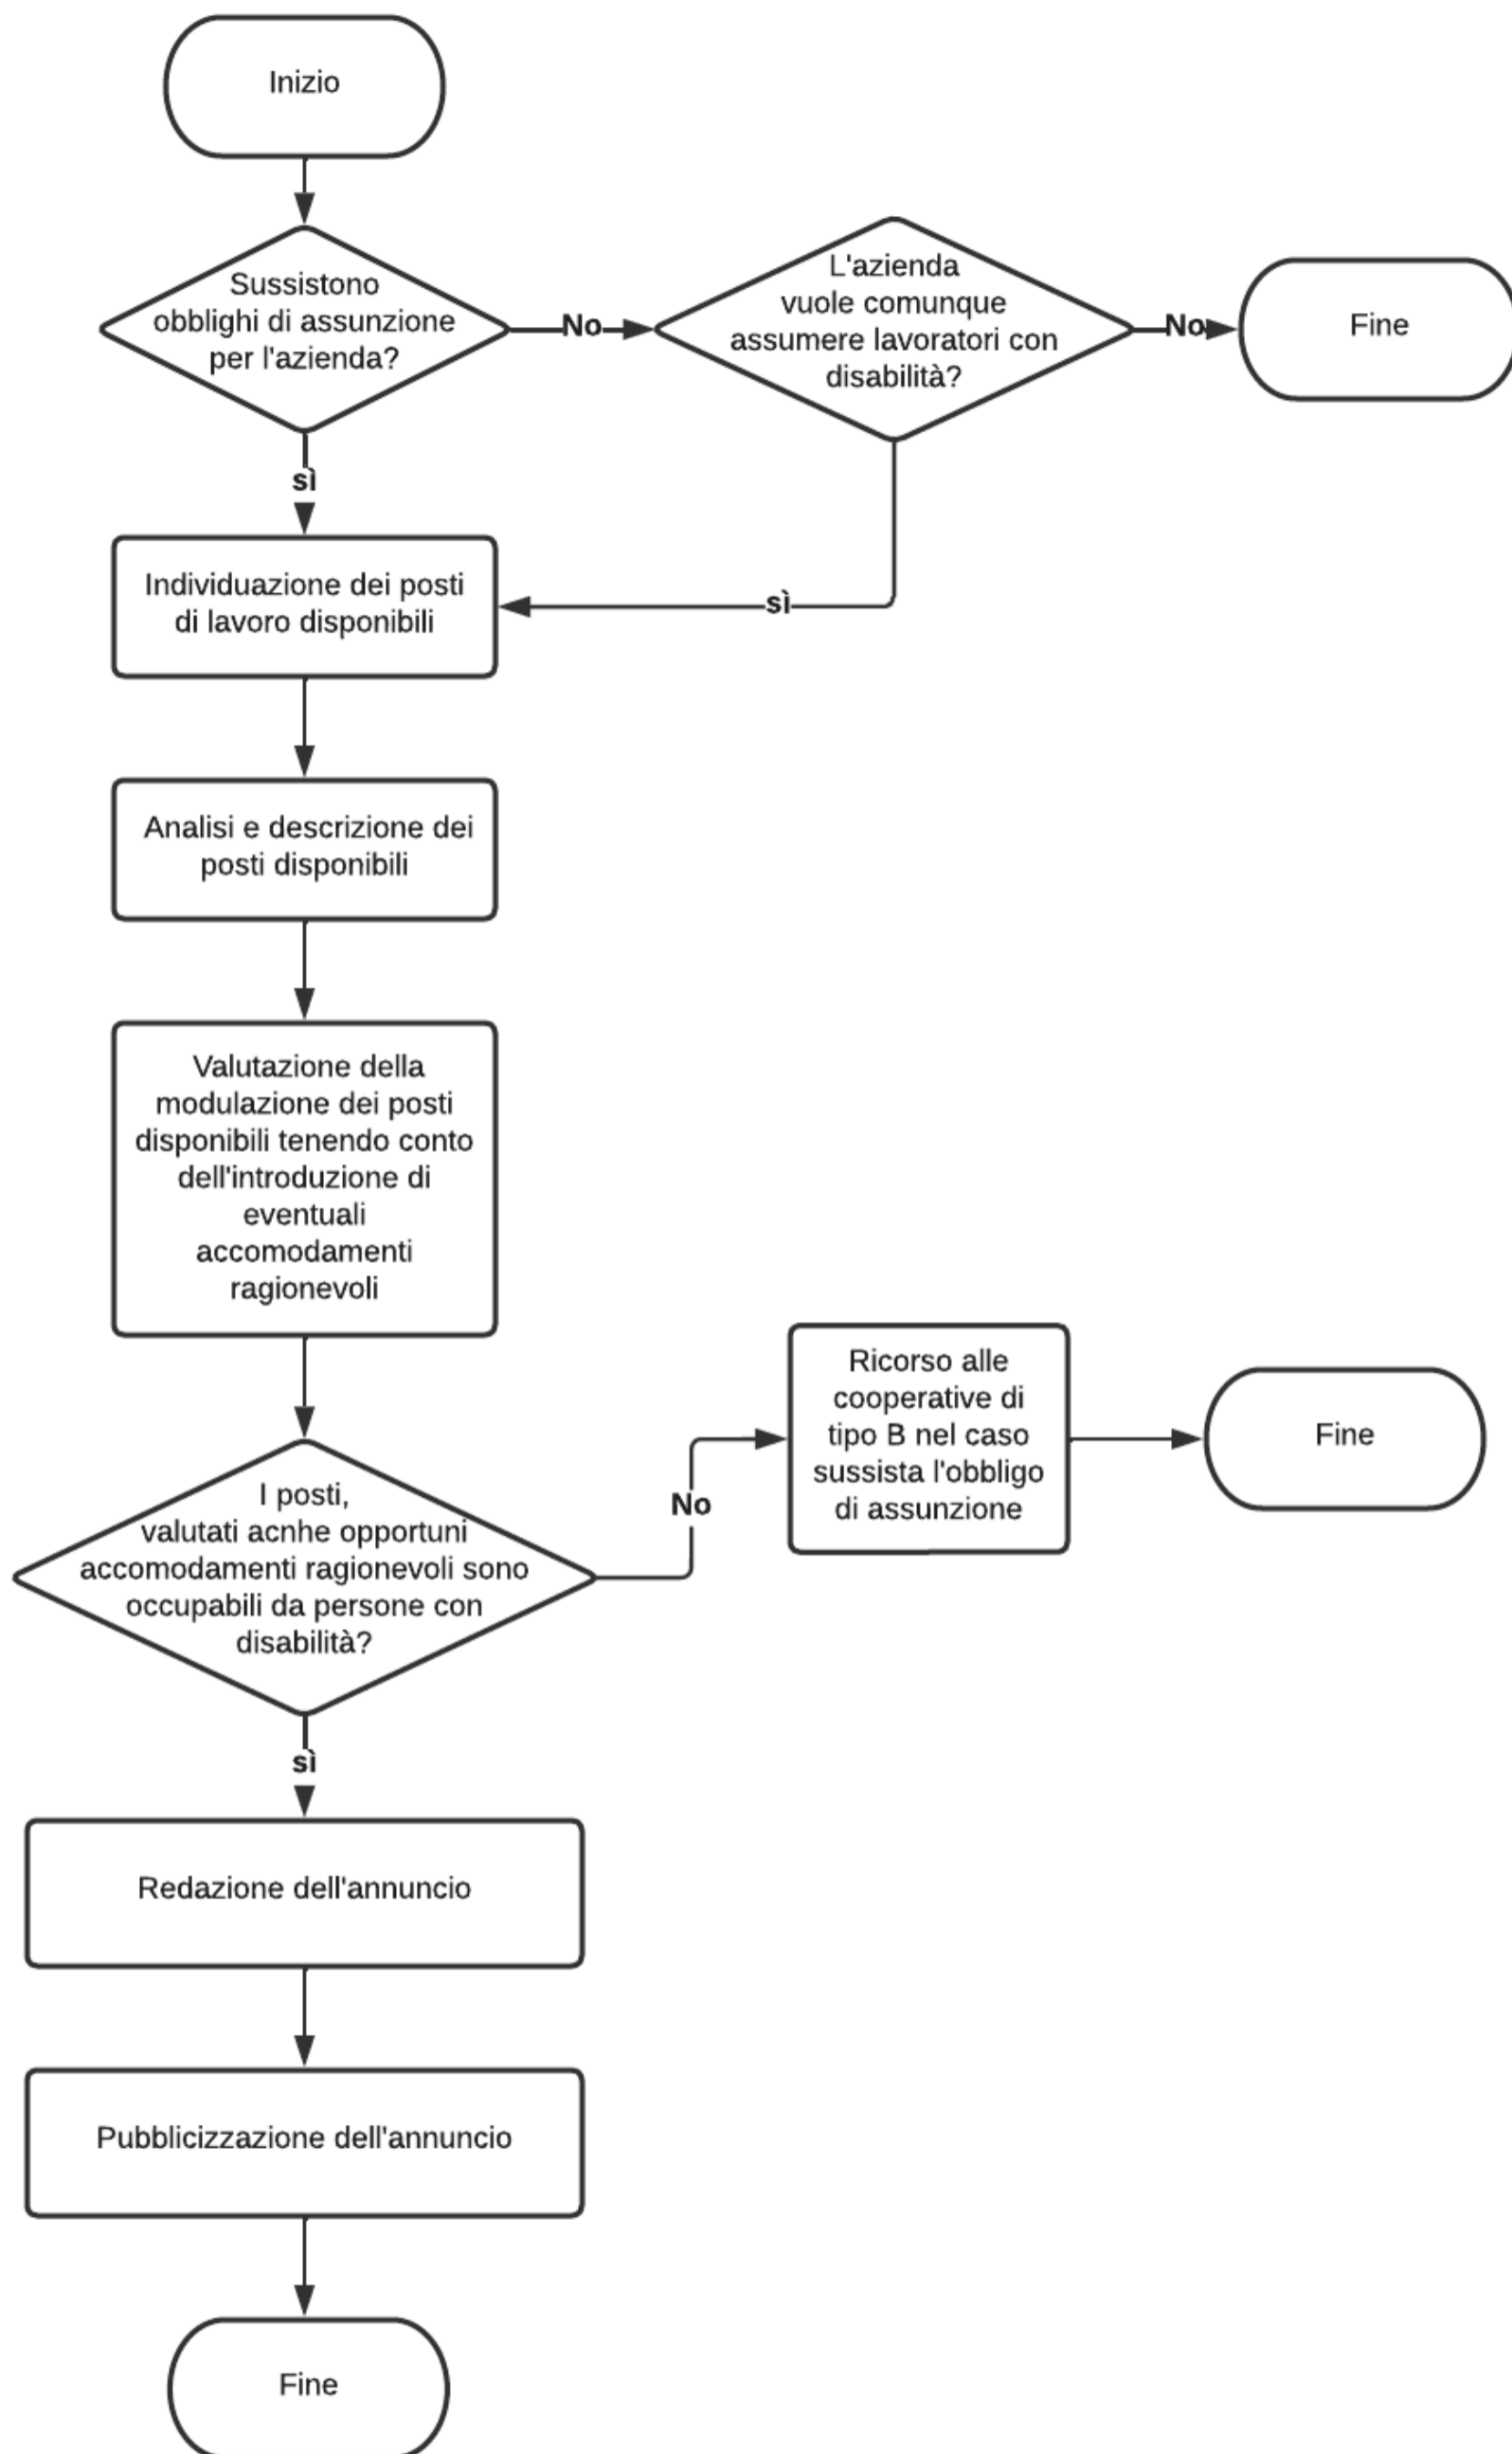 Inizio
Sussistono
obblighi di assunzione
per l'azienda?
No
L'azienda
vuole comunque
assumere lavoratori con
disabilità?
No
Fine
sì
Individuazione dei posti
di lavoro disponibili
sì
Analisi e descrizione dei
posti disponibili
Valutazione della
modulazione dei posti
disponibili tenendo conto
dell'introduzione di
eventuali
accomodamenti
ragionevoli
I posti,
valutati acnhe opportuni
accomodamenti ragionevoli sono
occupabili da persone con
disabilità?
No
Ricorso alle
cooperative di
tipo B nel caso
sussista l'obbligo
di assunzione
Fine
sì
Redazione dell'annuncio
Pubblicizzazione dell'annuncio
Fine